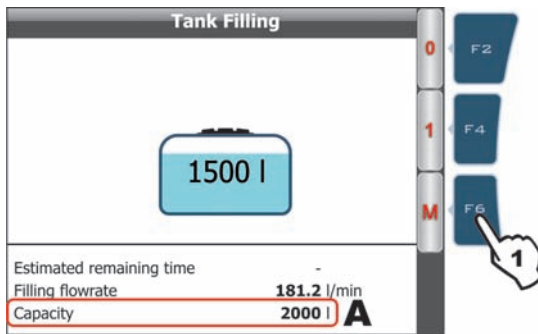 Tank Filling
0
F2
1500 l
1
F4
M
F6
1
Estimated remaining time -
Filling flowrate 181.2 l/min
Capacity 2000 l A